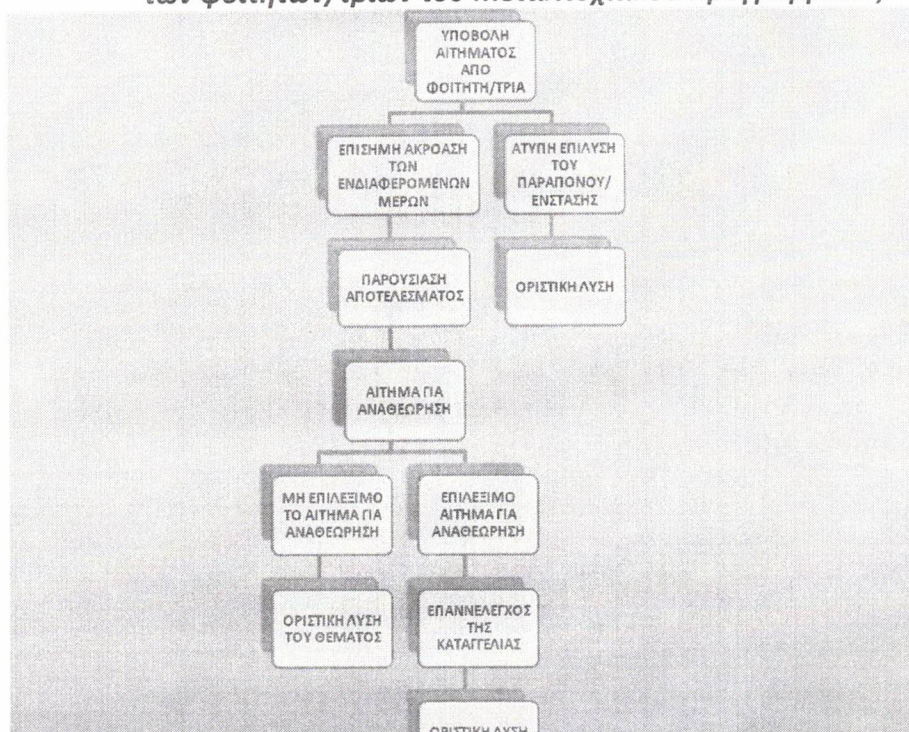 ΥΠΟΒΟΛΗ
ΑΙΤΗΜΑΤΟΣ
ΑΠΟ
ΦΟΙΤΗΤΗ/ΤΡΙΑ
ΕΠΙΣΗΜΗ ΑΚΡΟΑΣΗ
ΤΩΝ
ΕΝΔΙΑΦΕΡΟΜΕΝΩΝ
ΜΕΡΩΝ
ΑΤΥΠΗ ΕΠΙΛΥΣΗ
ΤΟΥ
ΠΑΡΑΠΟΝΟΥ/
ΕΝΣΤΑΣΗΣ
ΠΑΡΟΥΣΙΑΣΗ
ΑΠΟΤΕΛΕΣΜΑΤΟΣ
ΟΡΙΣΤΙΚΗ ΛΥΣΗ
ΑΙΤΗΜΑ ΓΙΑ
ΑΝΑΘΕΩΡΗΣΗ
ΜΗ ΕΠΙΛΕΞΙΜΟ
ΤΟ ΑΙΤΗΜΑ ΓΙΑ
ΑΝΑΘΕΩΡΗΣΗ
ΕΠΙΛΕΞΙΜΟ
ΑΙΤΗΜΑ ΓΙΑ
ΑΝΑΘΕΩΡΗΣΗ
ΟΡΙΣΤΙΚΗ ΛΥΣΗ
ΤΟΥ ΘΕΜΑΤΟΣ
ΕΠΑΝΝΕΛΕΓΧΟΣ
ΤΗΣ
ΚΑΤΑΓΓΕΛΙΑΣ
ΟΡΙΣΤΙΚΗ ΛΥΣΗ